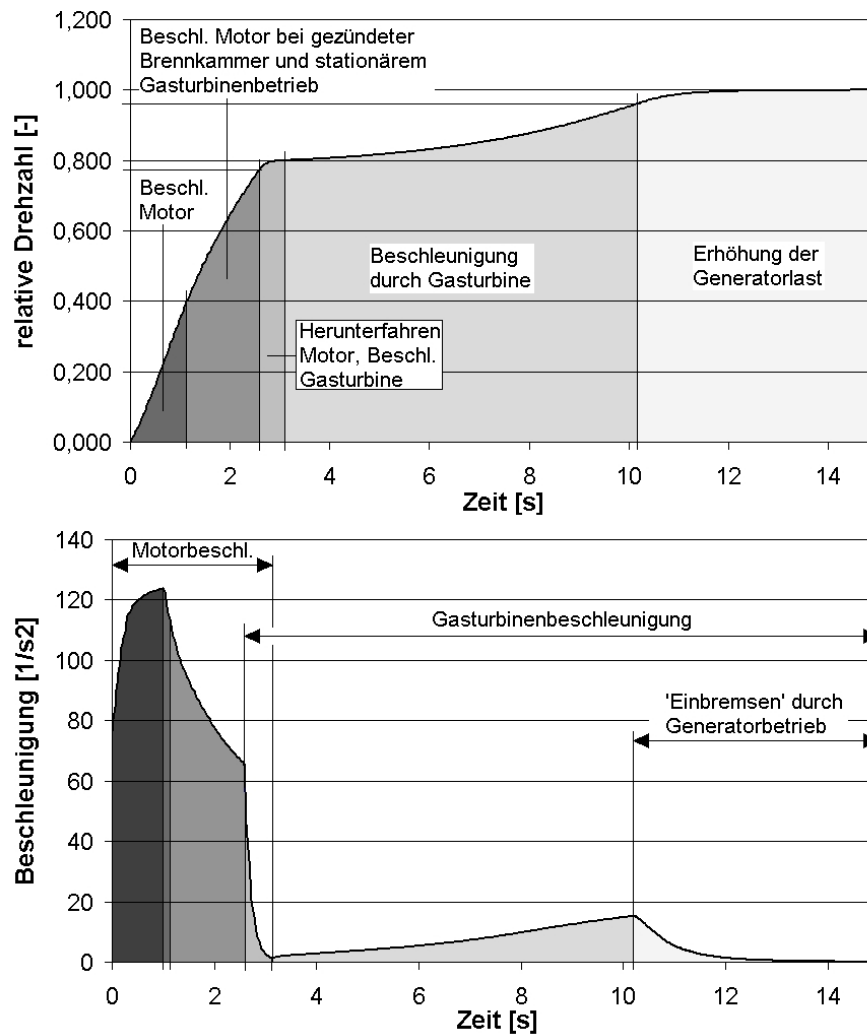 1,200
1,000
0,800
0,600
0,400
0,200
0,000
relative Drehzahl [-]
Beschl. Motor bei gezündeter
Brennkammer und stationärem
Gasturbinenbetrieb
Beschl.
Motor
Beschleunigung
durch Gasturbine
Erhöhung der
Generatorlast
Herunterfahren
Motor, Beschl.
Gasturbine
0 2 4 6 8 10 12 14
Zeit [s]
140
120
100
80
60
40
20
0
Beschleunigung [1/s2]
Motorbeschl.
Gasturbinenbeschleunigung
'Einbremsen' durch
Generatorbetrieb
0 2 4 6 8 10 12 14
Zeit [s]